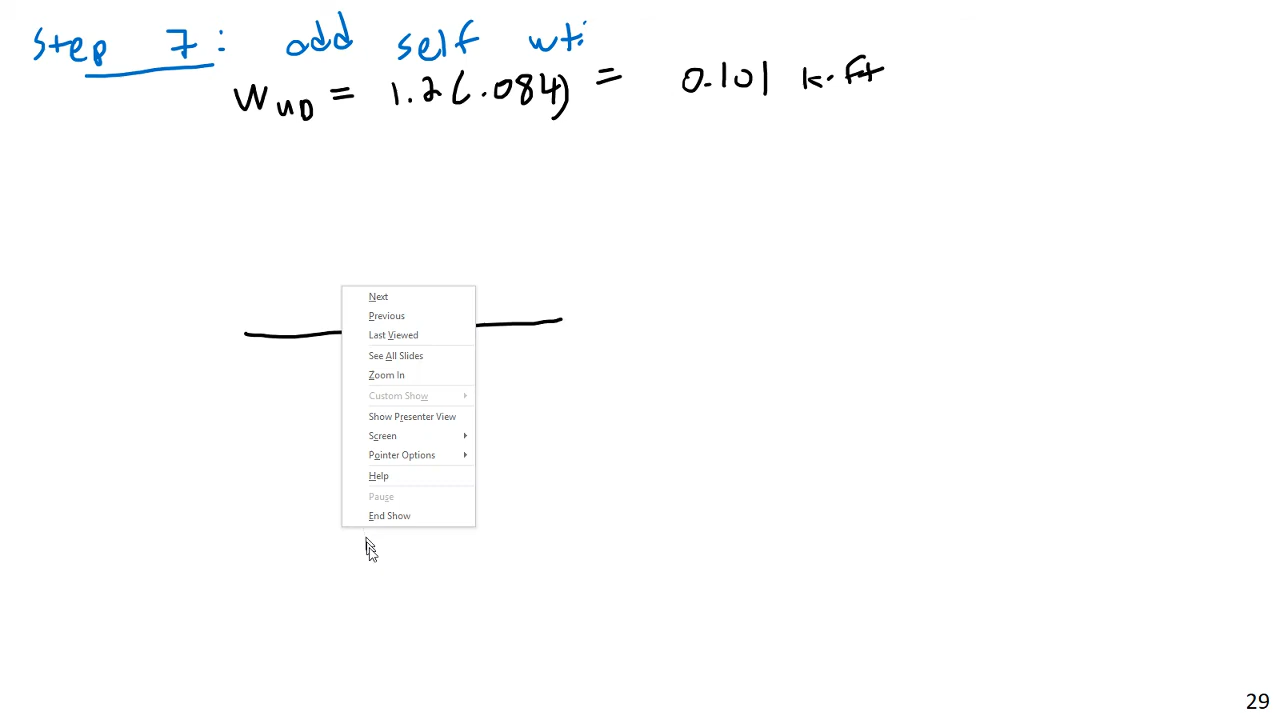 Step 7: add self wt:
WuD = 1.2(.084) = 0.101 k.ft
Next
Previous
Last Viewed
See All Slides
Zoom In
Custom Show
Show Presenter View
Screen
Pointer Options
Help
Pause
End Show
29